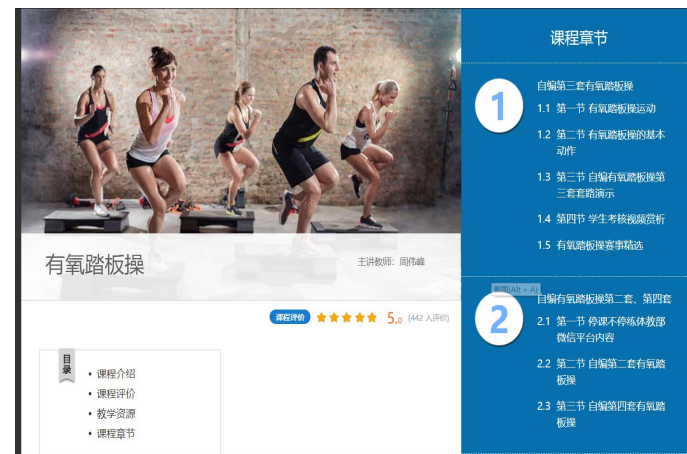 有氧踏板操
主讲教师：周伟峰
课程评价 5.0 (442 人评价)
目录
• 课程介绍
• 课程评价
• 教学资源
• 课程章节
课程章节
1
自编第三套有氧踏板操
1.1 第一节 有氧踏板操运动
1.2 第二节 有氧踏板操的基本
动作
1.3 第三节 自编有氧踏板操第
三套套路演示
1.4 第四节 学生考核视频赏析
1.5 有氧踏板操赛事精选
截图(Alt + A)
2
自编有氧踏板操第二套、第四套
2.1 第一节 停课不停练体教部
微信平台内容
2.2 第二节 自编第二套有氧踏
板操
2.3 第三节 自编第四套有氧踏
板操